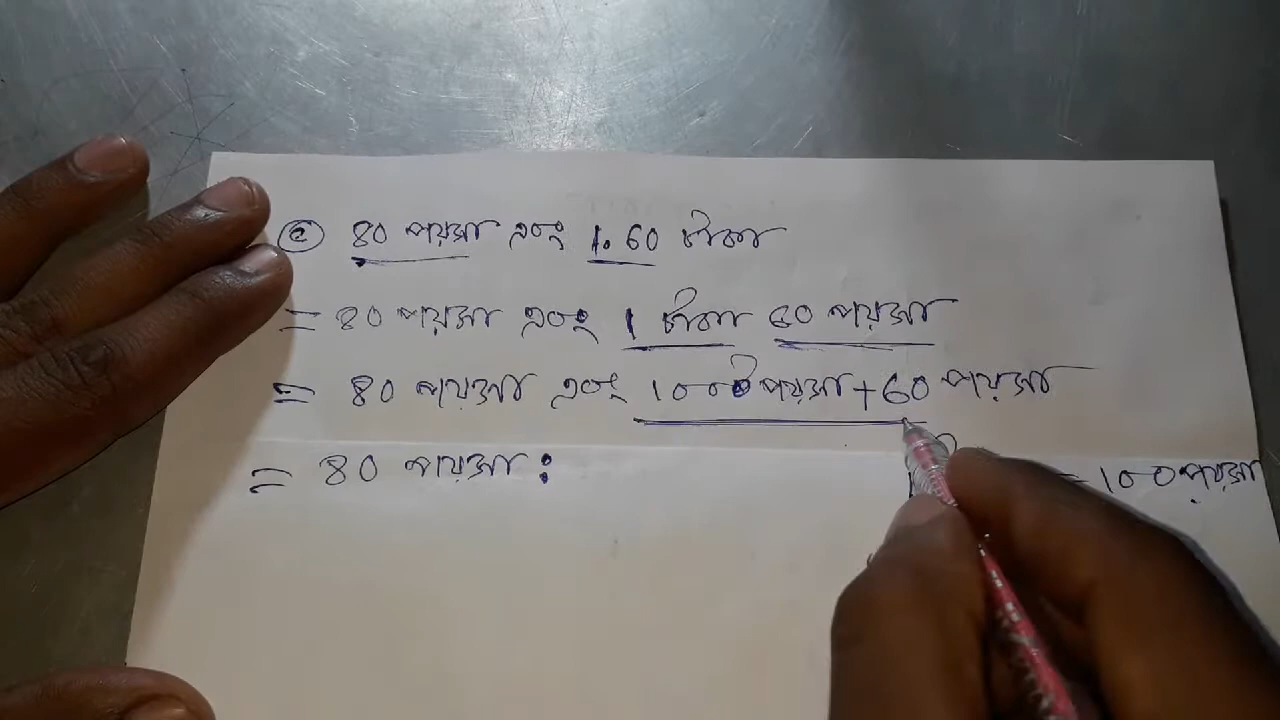 ⓔ 80 পয়সা এবং 1.60 টাকা
= 80 পয়সা এবং 1 টাকা 60 পয়সা
= 80 পয়সা এবং 100 পয়সা + 60 পয়সা
= 80 পয়সা :
= 100 পয়সা